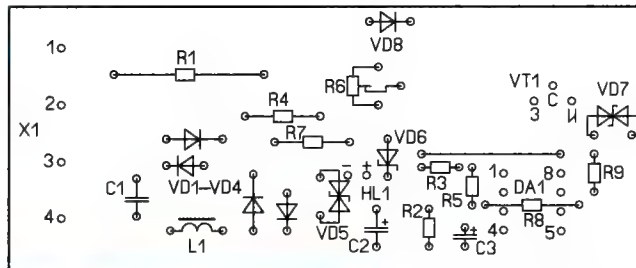 1
VD8
R1
R6
VT1
VD7
2
R4
З С И
X1
R7
VD6
3
VD1–VD4
- +
HL1
R3
1
8
R9
C1
R5
DA1
R2
R8
4
L1
VD5
C2
C3
4
5